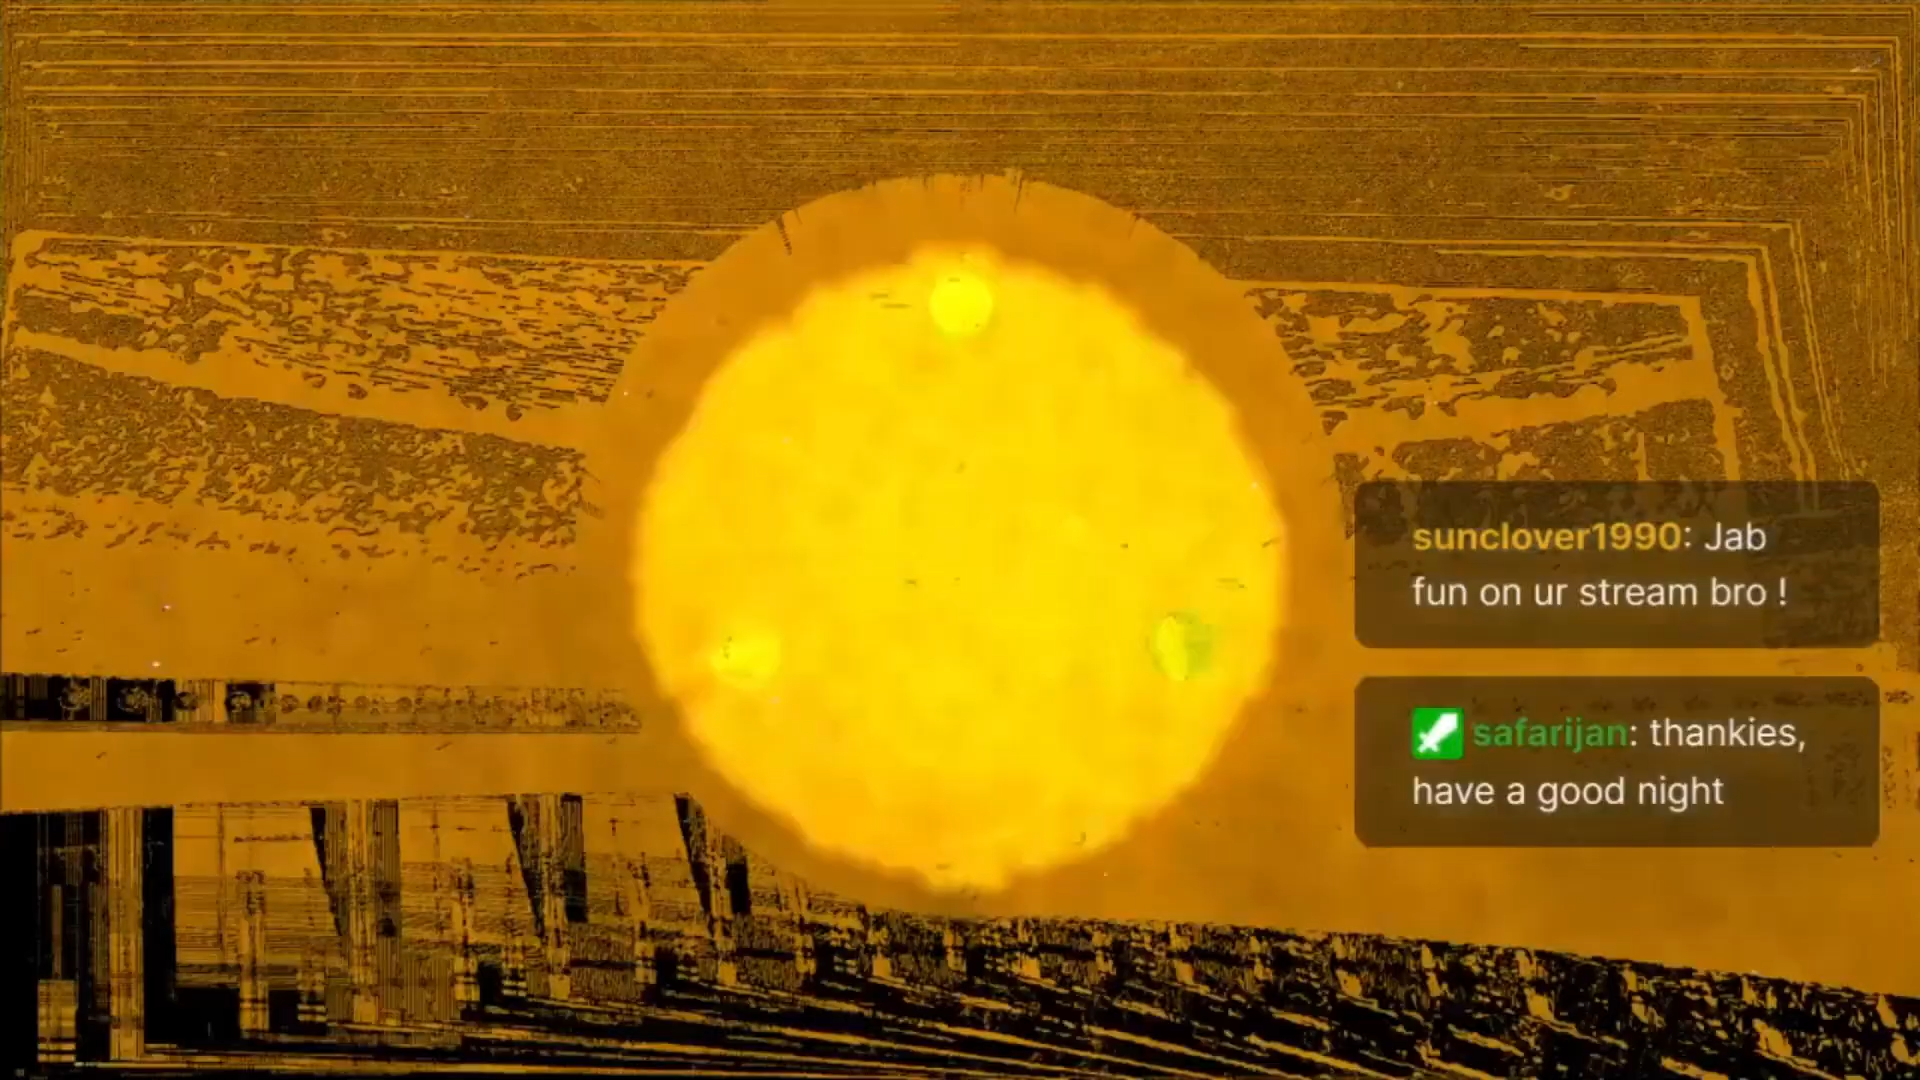 sunclover1990: Jab
fun on ur stream bro !
safarijan: thankies,
have a good night